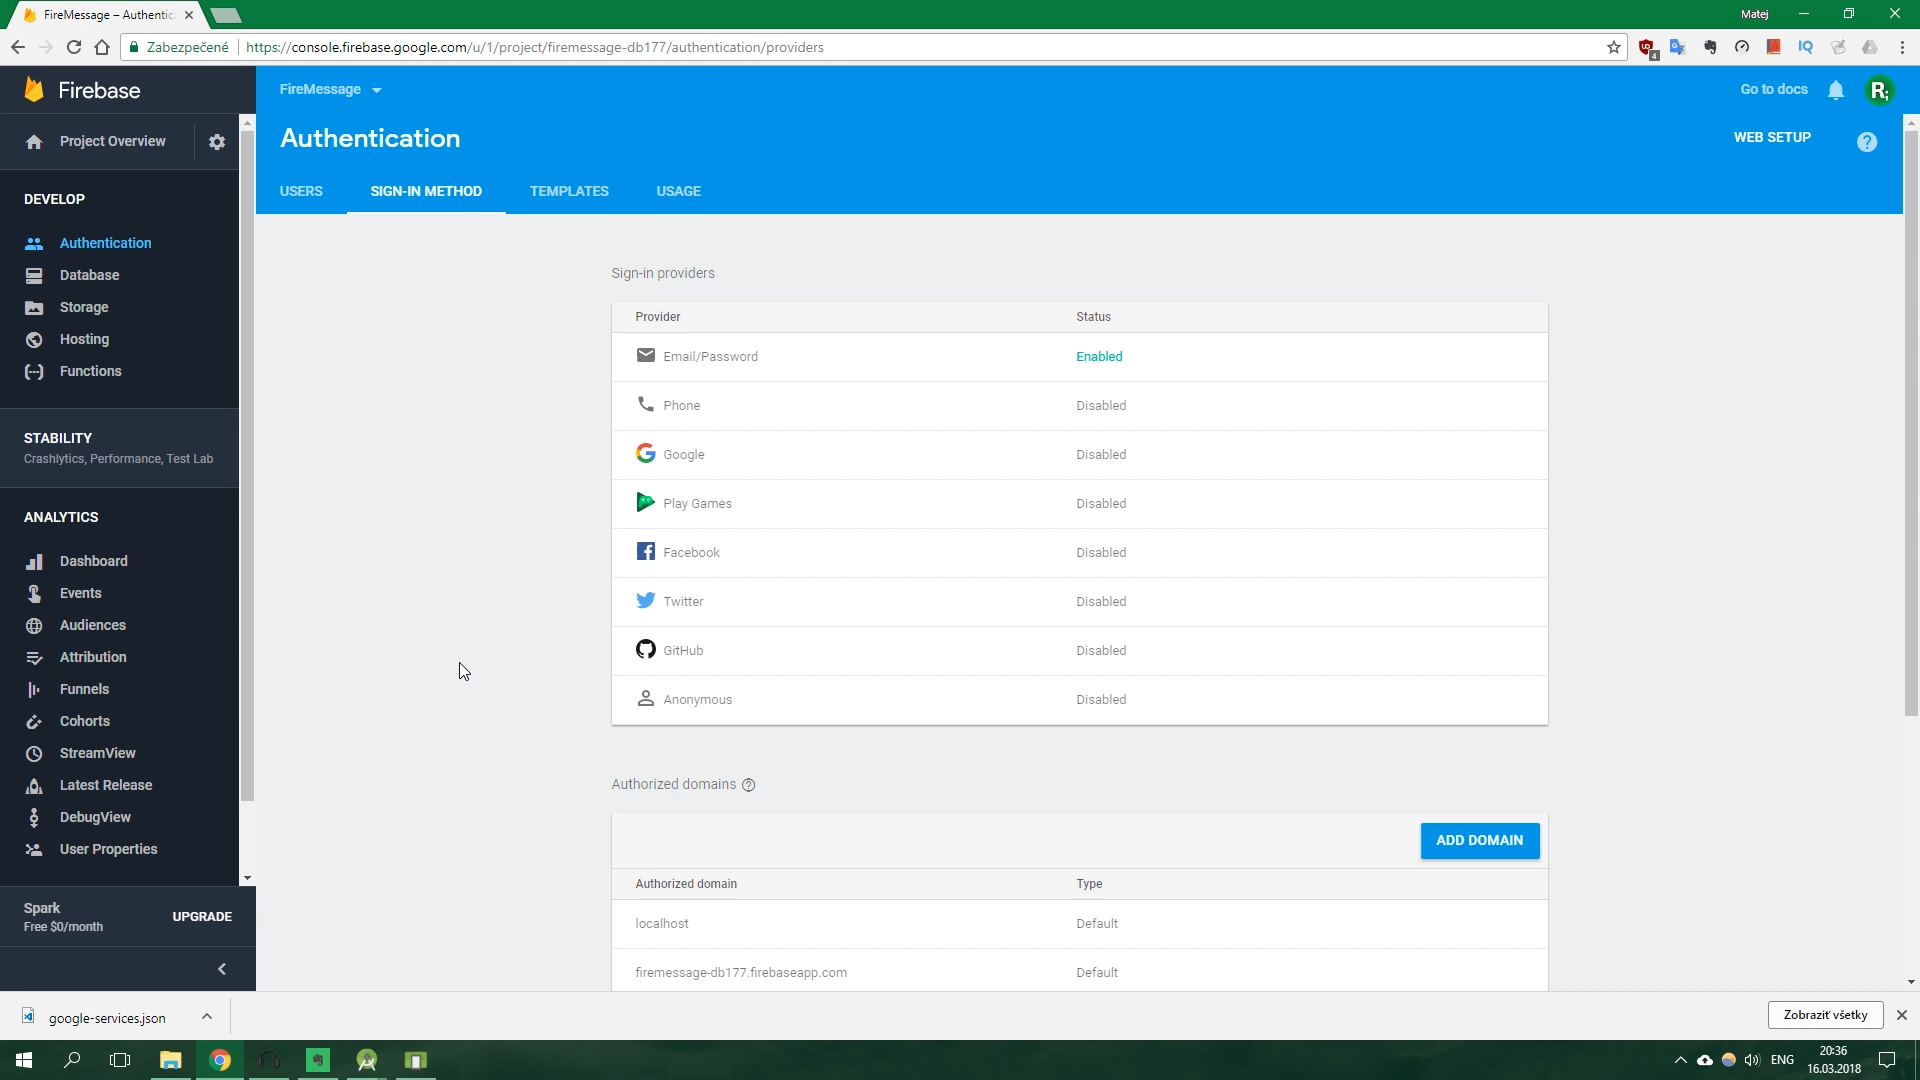 FireMessage – Authentic
Matej
Zabezpečené
https://console.firebase.google.com/u/1/project/firemessage-db177/authentication/providers
4
IQ
Firebase
FireMessage
Go to docs
R;
Project Overview
Authentication
WEB SETUP
?
USERS
SIGN-IN METHOD
TEMPLATES
USAGE
DEVELOP
Authentication
Database
Storage
Hosting
Functions
STABILITY
Crashlytics, Performance, Test Lab
ANALYTICS
Dashboard
Events
Audiences
Attribution
Funnels
Cohorts
StreamView
Latest Release
DebugView
User Properties
Spark
Free $0/month
UPGRADE
Sign-in providers
Provider Status
Email/Password Enabled
Phone Disabled
Google Disabled
Play Games Disabled
Facebook Disabled
Twitter Disabled
GitHub Disabled
Anonymous Disabled
Authorized domains ?
ADD DOMAIN
Authorized domain Type
localhost Default
firemessage-db177.firebaseapp.com Default
google-services.json
Zobraziť všetky
ENG
20:36
16.03.2018